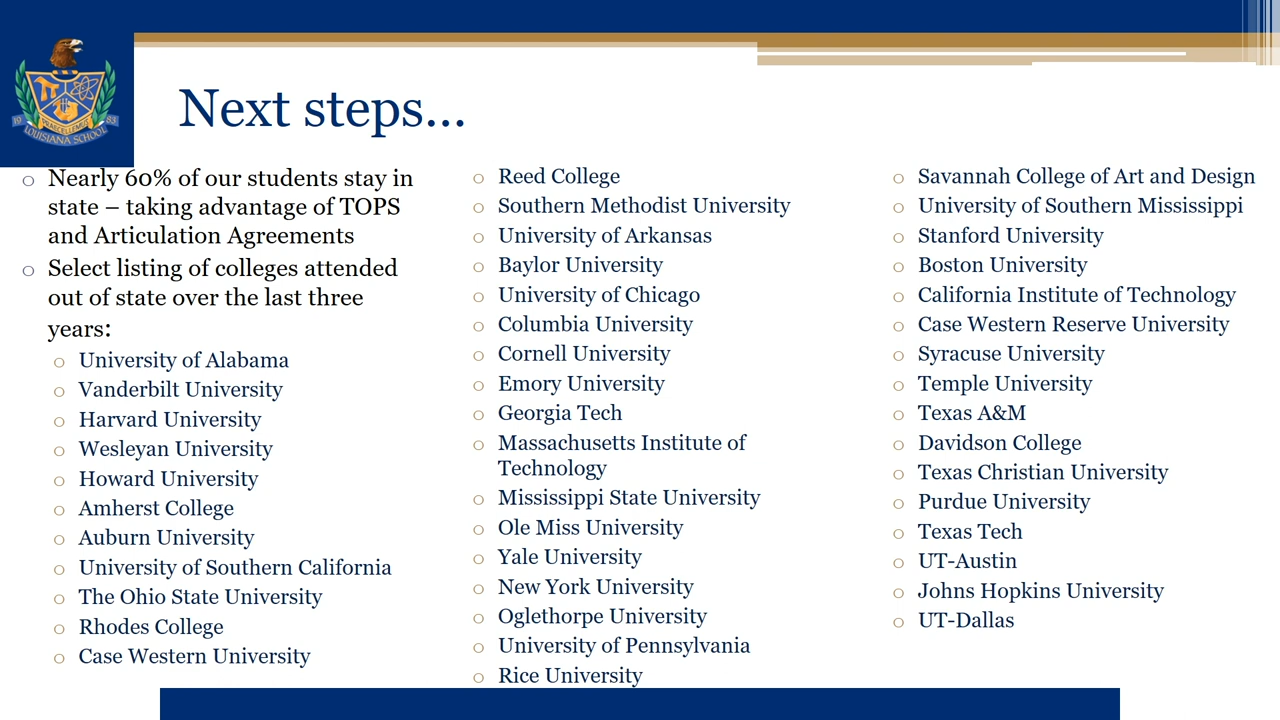 19 83
LOUISIANA SCHOOL
Next steps...
Nearly 60% of our students stay in
state – taking advantage of TOPS
and Articulation Agreements
Select listing of colleges attended
out of state over the last three
years:
University of Alabama
Vanderbilt University
Harvard University
Wesleyan University
Howard University
Amherst College
Auburn University
University of Southern California
The Ohio State University
Rhodes College
Case Western University
Reed College
Southern Methodist University
University of Arkansas
Baylor University
University of Chicago
Columbia University
Cornell University
Emory University
Georgia Tech
Massachusetts Institute of
Technology
Mississippi State University
Ole Miss University
Yale University
New York University
Oglethorpe University
University of Pennsylvania
Rice University
Savannah College of Art and Design
University of Southern Mississippi
Stanford University
Boston University
California Institute of Technology
Case Western Reserve University
Syracuse University
Temple University
Texas A&M
Davidson College
Texas Christian University
Purdue University
Texas Tech
UT-Austin
Johns Hopkins University
UT-Dallas